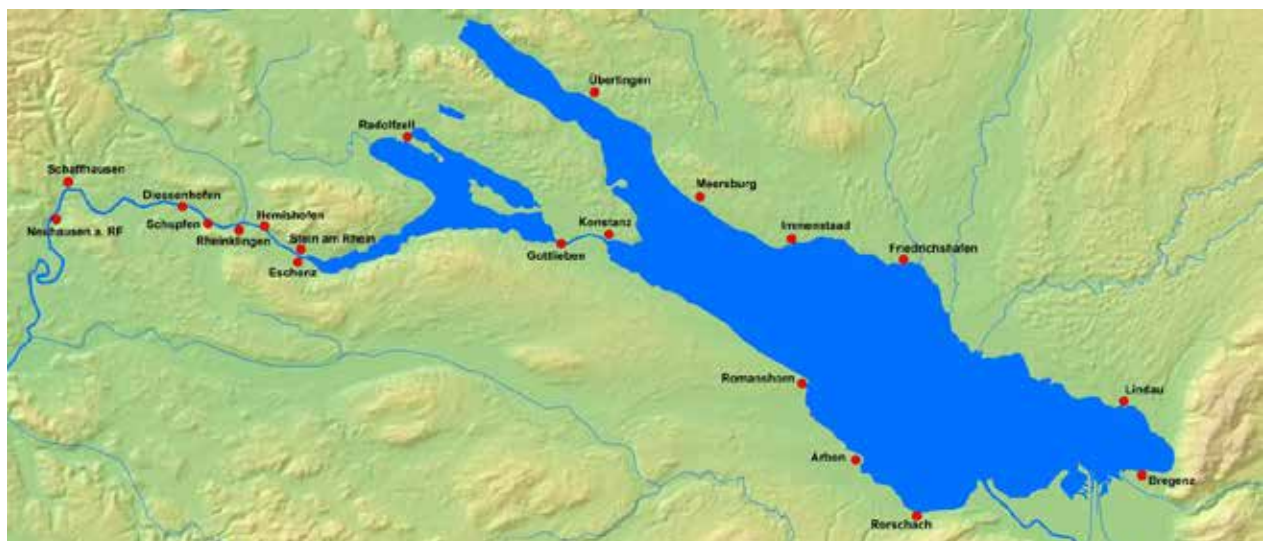 Überlingen
Radolfzell
Schaffhausen
Meersburg
Diessenhofen
Neuhausen a. RF
Schupfen
Hemishofen
Rheinklingen
Konstanz
Immenstaad
Stein am Rhein
Gottlieben
Friedrichshafen
Eschenz
Romanshorn
Lindau
Arbon
Bregenz
Rorschach